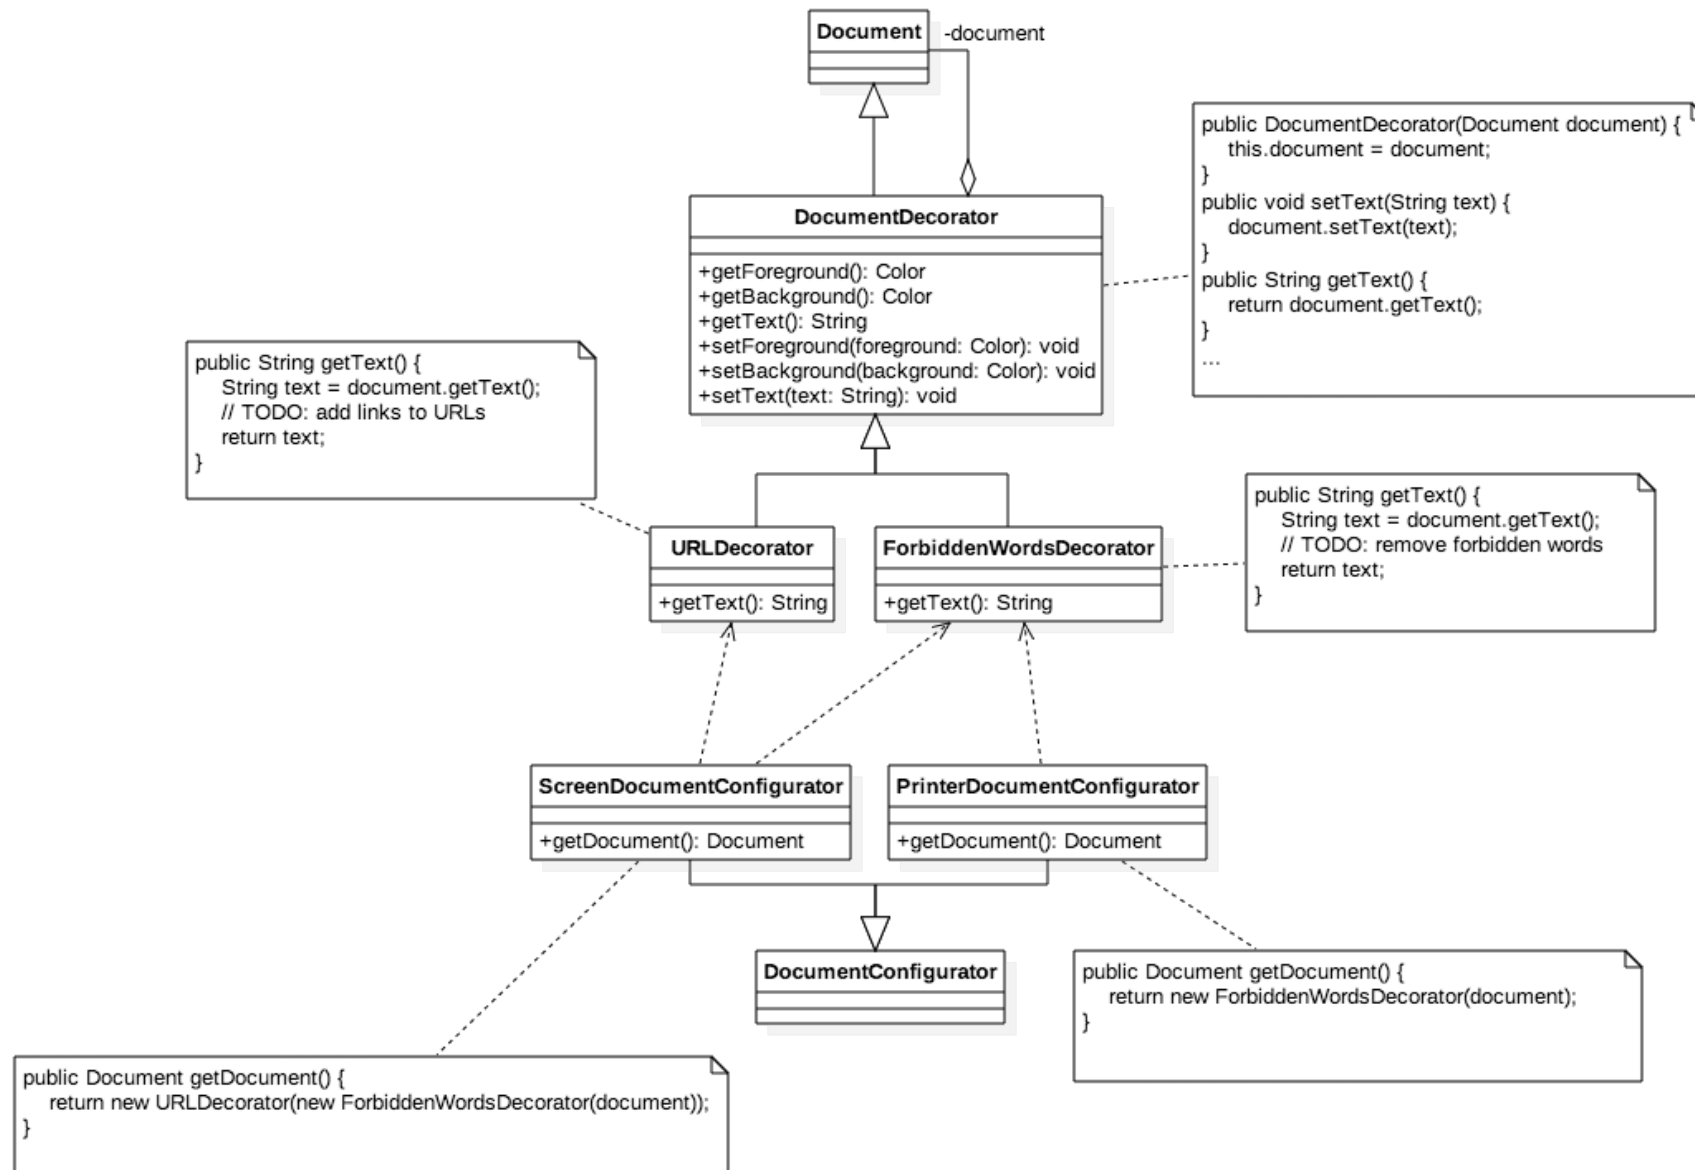 Document
-document
public DocumentDecorator(Document document) {
this.document = document;
}
public void setText(String text) {
document.setText(text);
}
public String getText() {
return document.getText();
}
...
DocumentDecorator
+getForeground(): Color
+getBackground(): Color
+getText(): String
+setForeground(foreground: Color): void
+setBackground(background: Color): void
+setText(text: String): void
public String getText() {
String text = document.getText();
// TODO: add links to URLs
return text;
}
public String getText() {
String text = document.getText();
// TODO: remove forbidden words
return text;
}
URLDecorator
+getText(): String
ForbiddenWordsDecorator
+getText(): String
ScreenDocumentConfigurator
+getDocument(): Document
PrinterDocumentConfigurator
+getDocument(): Document
DocumentConfigurator
public Document getDocument() {
return new ForbiddenWordsDecorator(document);
}
public Document getDocument() {
return new URLDecorator(new ForbiddenWordsDecorator(document));
}